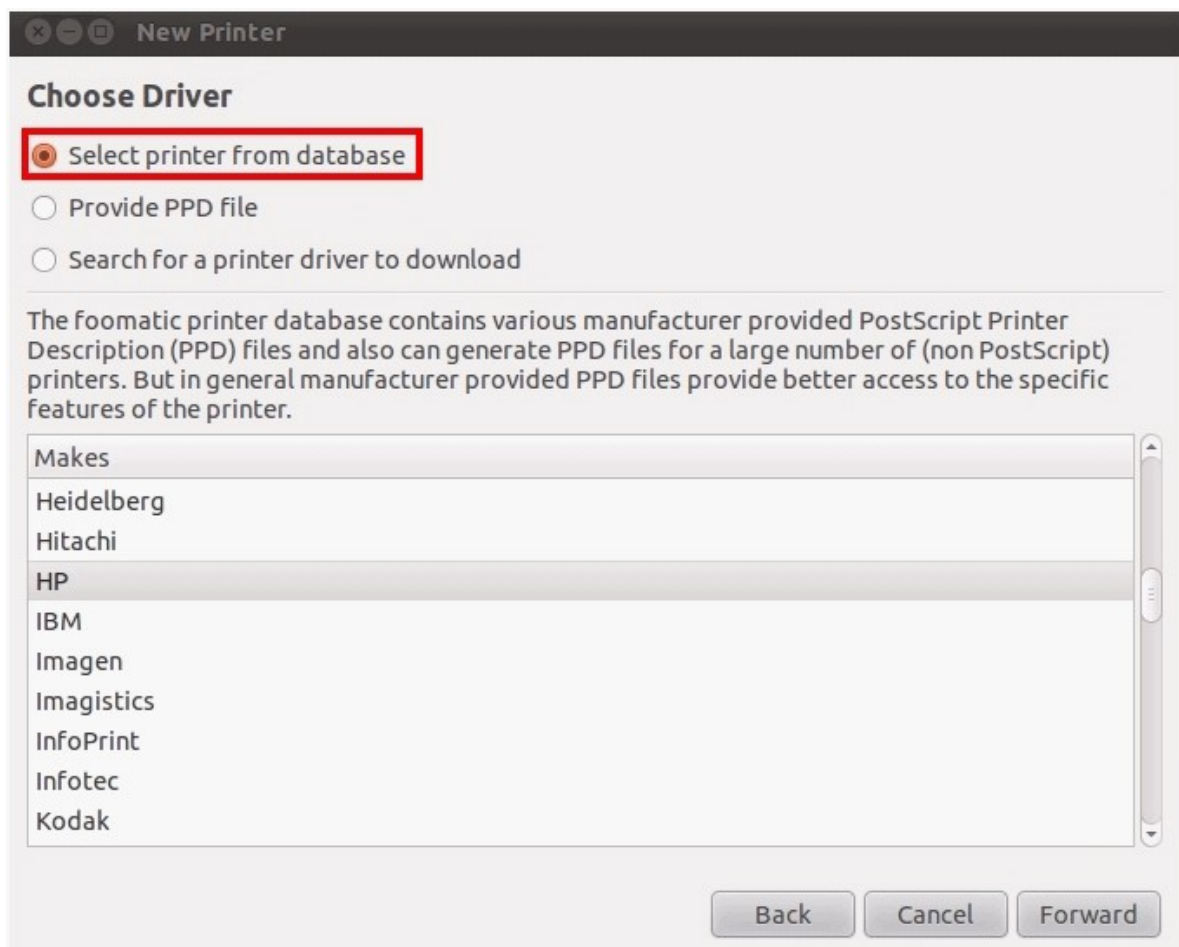 New Printer
Choose Driver
Select printer from database
Provide PPD file
Search for a printer driver to download
The foomatic printer database contains various manufacturer provided PostScript Printer
Description (PPD) files and also can generate PPD files for a large number of (non PostScript)
printers. But in general manufacturer provided PPD files provide better access to the specific
features of the printer.
Makes
Heidelberg
Hitachi
HP
IBM
Imagen
Imagistics
InfoPrint
Infotec
Kodak
Back Cancel Forward